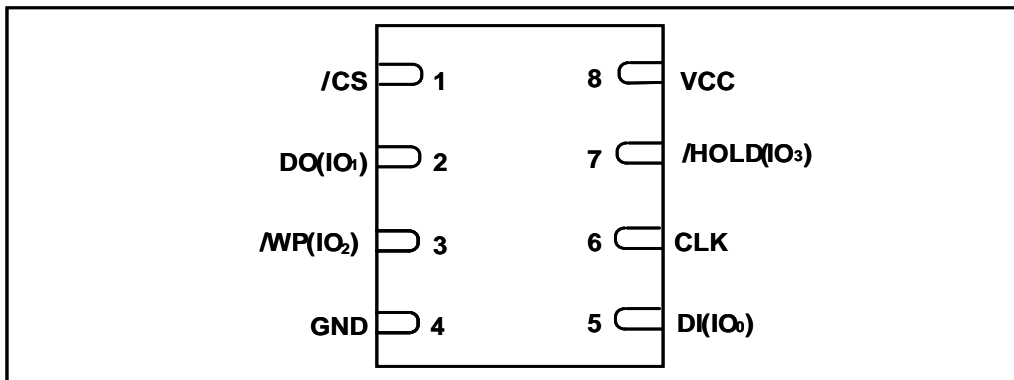 /CS 1 8 VCC
DO(IO₁) 2 7 /HOLD(IO₃)
/WP(IO₂) 3 6 CLK
GND 4 5 DI(IO₀)